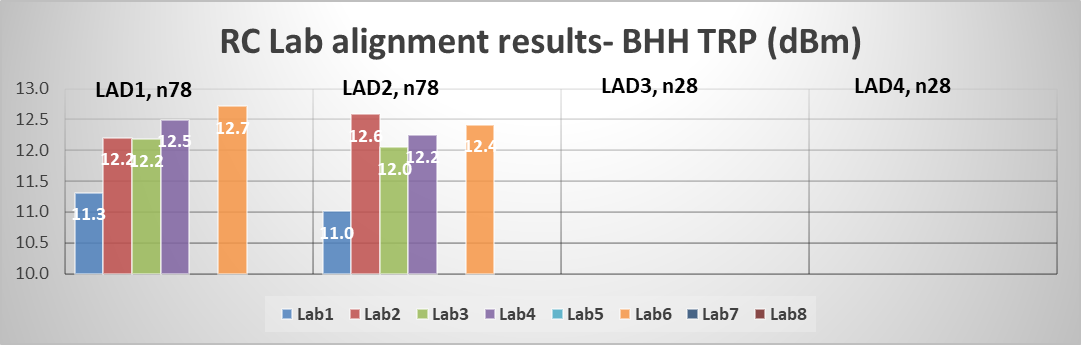 RC Lab alignment results- BHH TRP (dBm)
LAD1, n78
LAD2, n78
LAD3, n28
LAD4, n28
13.0
12.5
12.0
11.5
11.0
10.5
10.0
11.3
12.2
12.2
12.5
12.7
11.0
12.6
12.0
12.2
12.4
Lab1 Lab2 Lab3 Lab4 Lab5 Lab6 Lab7 Lab8